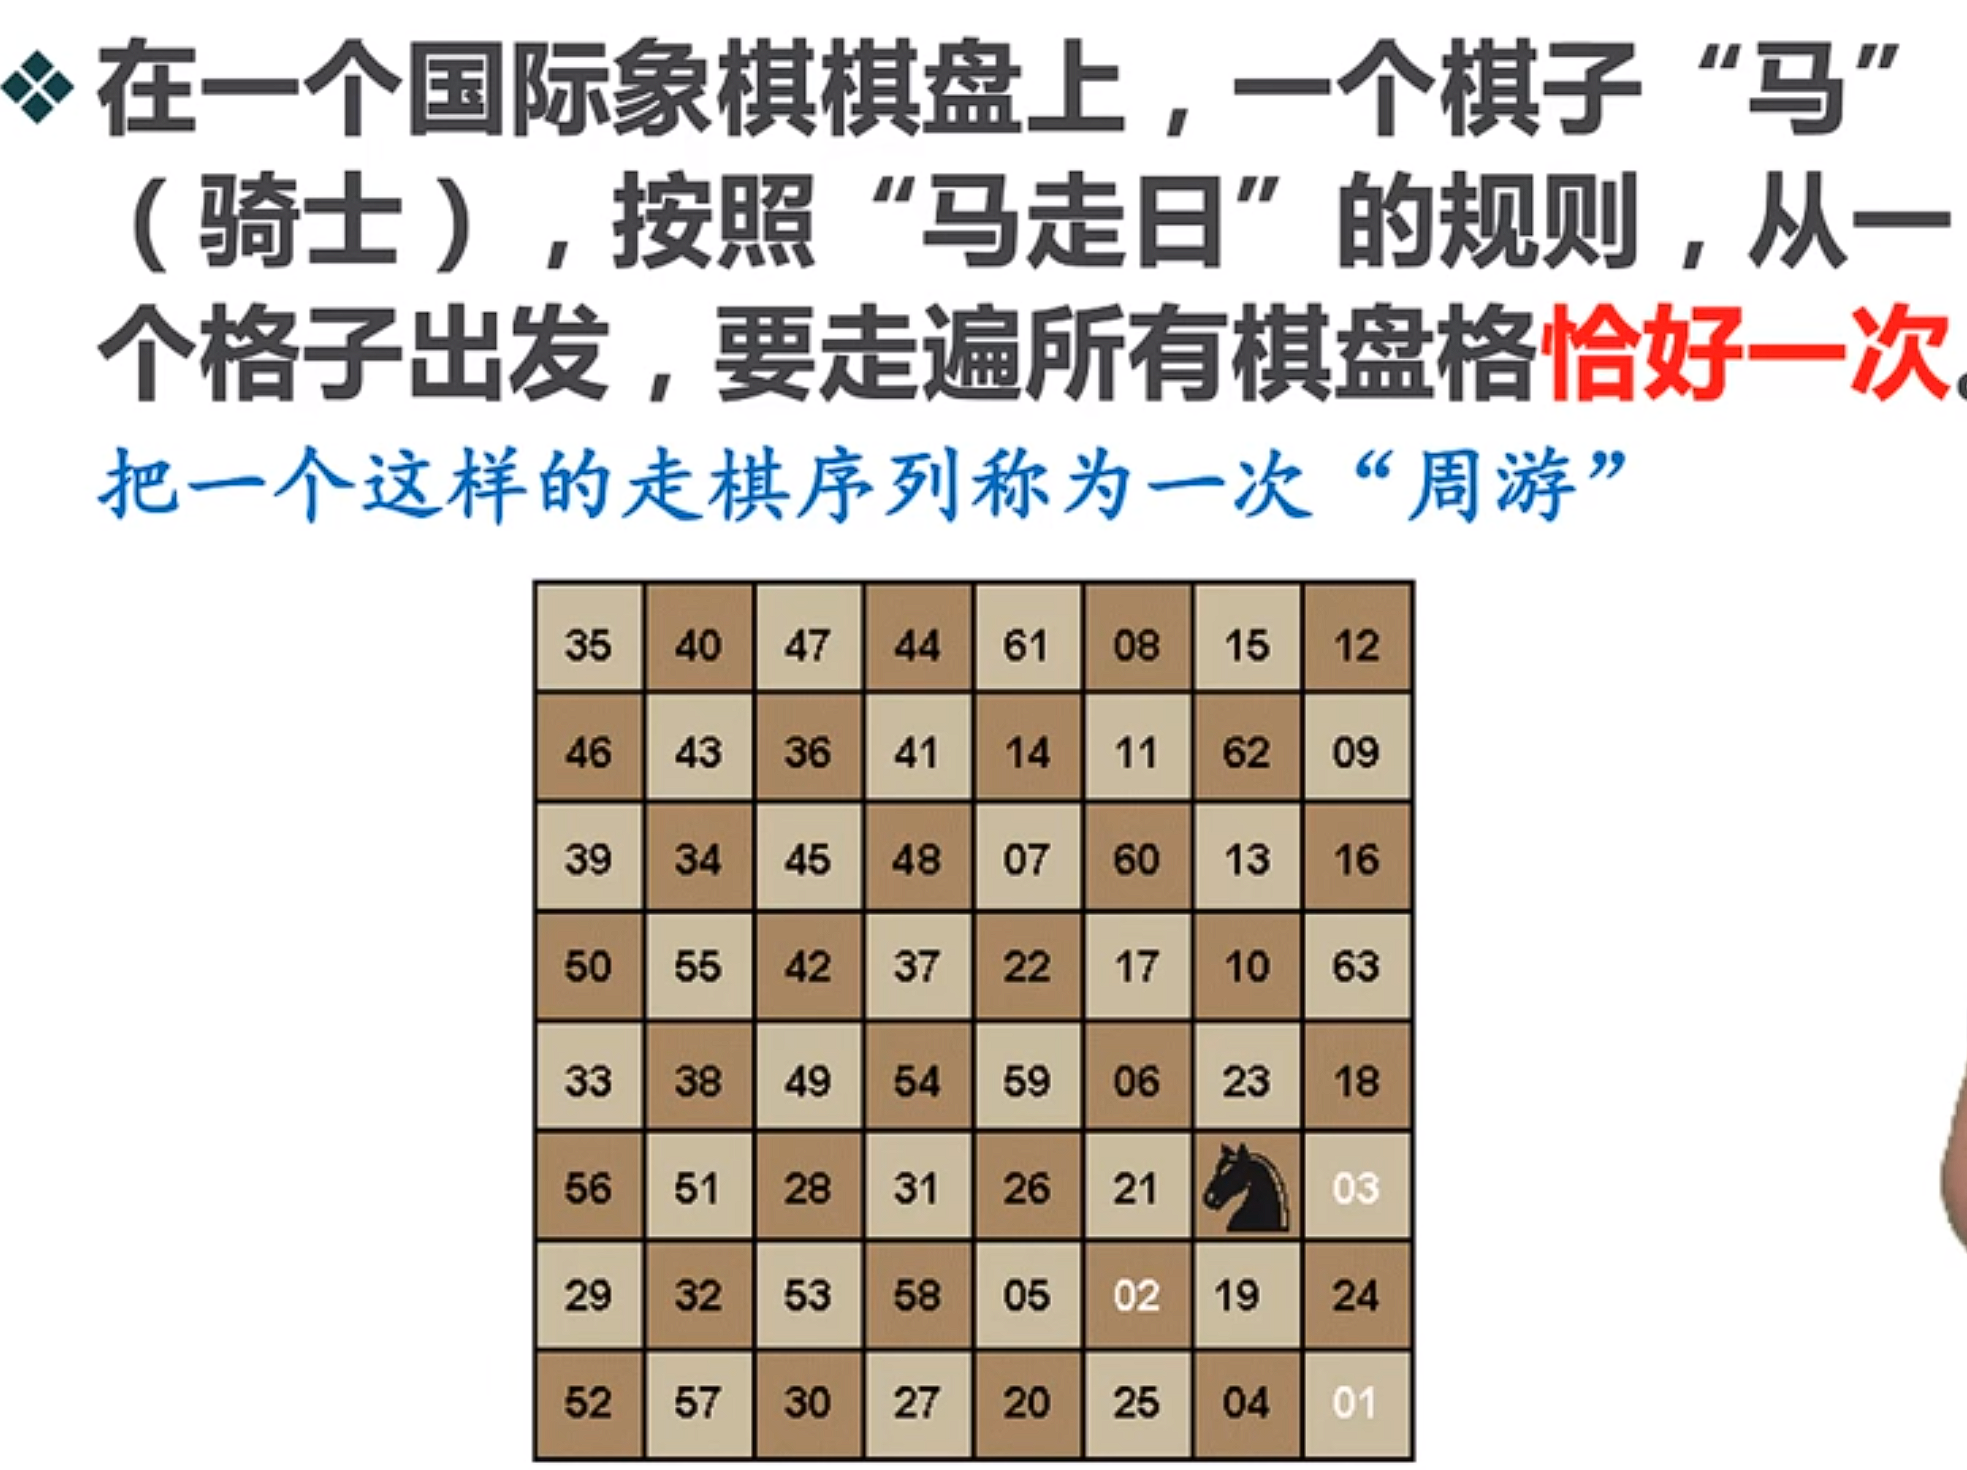 在一个国际象棋棋盘上，一个棋子“马”
（骑士），按照“马走日”的规则，从一
个格子出发，要走遍所有棋盘格恰好一次。
把一个这样的走棋序列称为一次“周游”
35 40 47 44 61 08 15 12
46 43 36 41 14 11 62 09
39 34 45 48 07 60 13 16
50 55 42 37 22 17 10 63
33 38 49 54 59 06 23 18
56 51 28 31 26 21 03
29 32 53 58 05 02 19 24
52 57 30 27 20 25 04 01